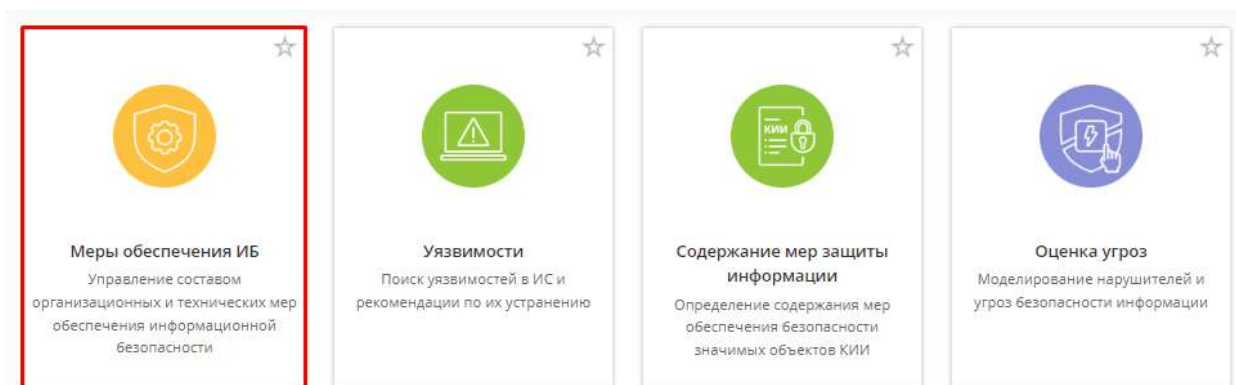 КИИ
Меры обеспечения ИБ
Управление составом
организационных и технических мер
обеспечения информационной
безопасности
Уязвимости
Поиск уязвимостей в ИС и
рекомендации по их устранению
Содержание мер защиты
информации
Определение содержания мер
обеспечения безопасности
значимых объектов КИИ
Оценка угроз
Моделирование нарушителей и
угроз безопасности информации